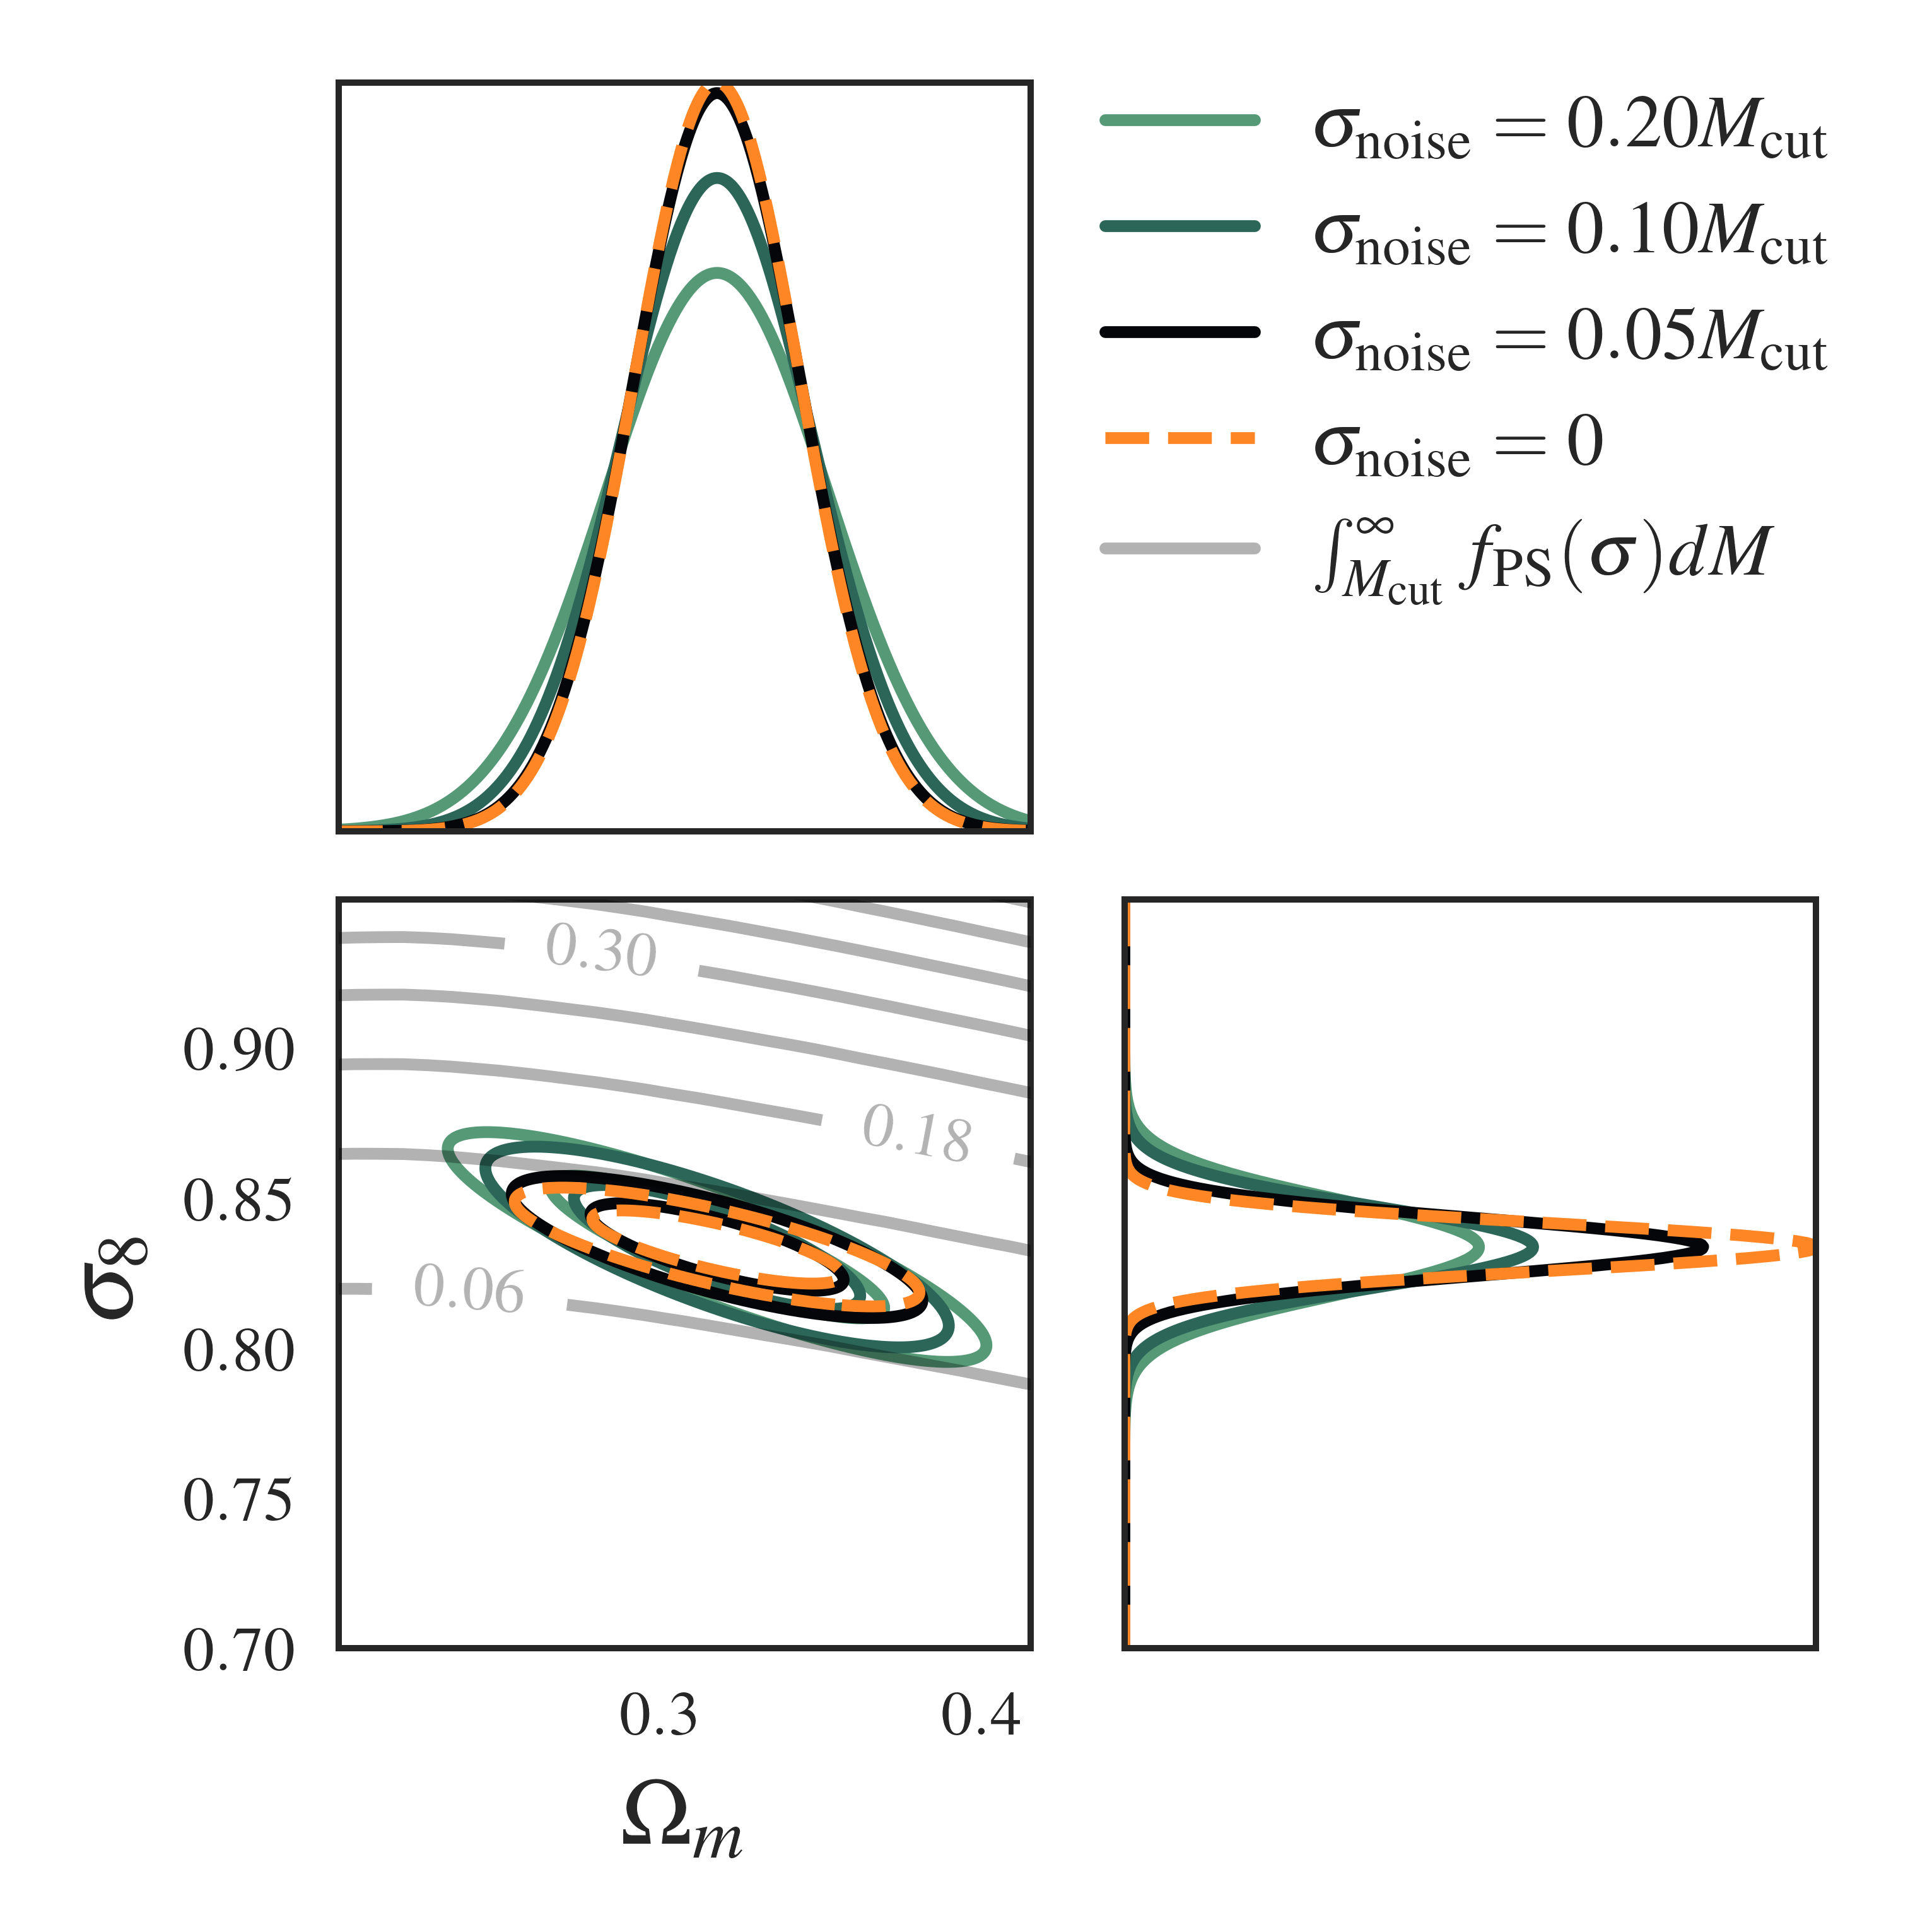 σnoise = 0.20Mcut
σnoise = 0.10Mcut
σnoise = 0.05Mcut
σnoise = 0
∫_{Mcut}^{∞} fPS(σ)dM
0.30
0.18
0.06
0.90
0.85
0.80
0.75
0.70
σ8
0.3 0.4
Ωm